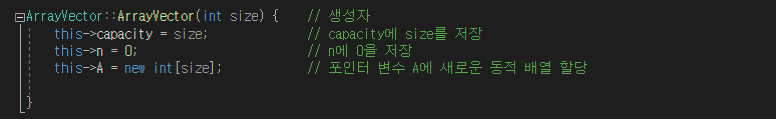 ArrayVector::ArrayVector(int size) { // 생성자
this->capacity = size; // capacity에 size를 저장
this->n = 0; // n에 0을 저장
this->A = new int[size]; // 포인터 변수 A에 새로운 동적 배열 할당
}